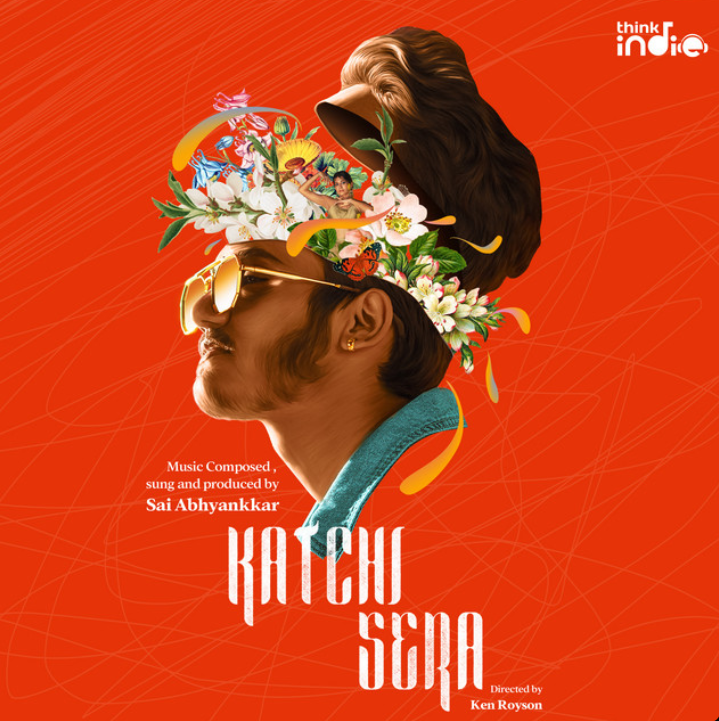 think
indie
Music Composed ,
sung and produced by
Sai Abhyankkar
KATCHI
SERA
Directed by
Ken Royson